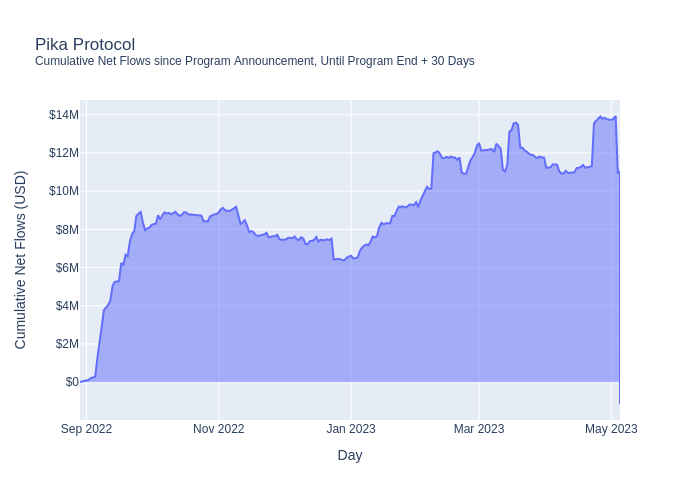 Pika Protocol
Cumulative Net Flows since Program Announcement, Until Program End + 30 Days
Cumulative Net Flows (USD)
$14M
$12M
$10M
$8M
$6M
$4M
$2M
$0
Sep 2022
Nov 2022
Jan 2023
Mar 2023
May 2023
Day